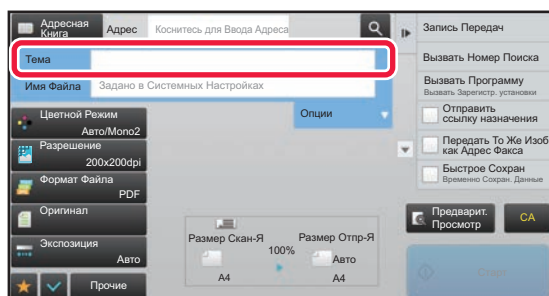 Адресная
Книга
Адрес
Коснитесь для Ввода Адреса
Тема
Имя Файла
Задано в Системных Настройках
Опции
Цветной Режим
Авто/Mono2
Разрешение
200x200dpi
Формат Файла
PDF
Оригинал
Экспозиция
Авто
Прочие
Размер Скан-Я
100%
Размер Отпр-Я
Авто
A4
A4
Запись Передач
Вызвать Номер Поиска
Вызвать Программу
Вызвать Зарегистр. установки
Отправить
ссылку назначения
Передать То Же Изоб
как Адрес Факса
Быстрое Сохран
Временно Сохран. Данные
Предварит.
Просмотр
CA
Старт